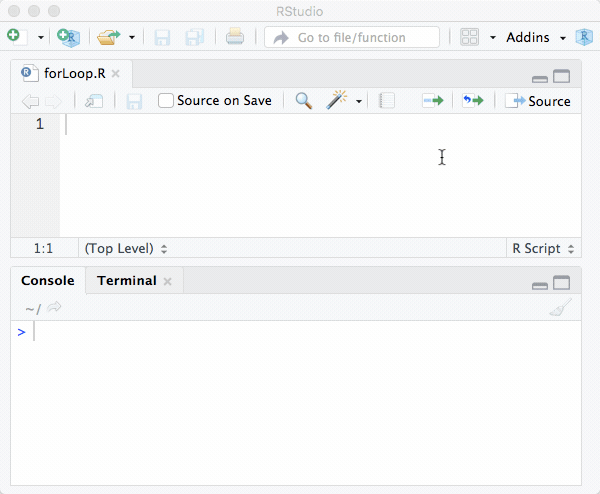 RStudio
Go to file/function
Addins
R
forLoop.R
Source on Save
Source
1
1:1 (Top Level) R Script
Console Terminal
~/
>